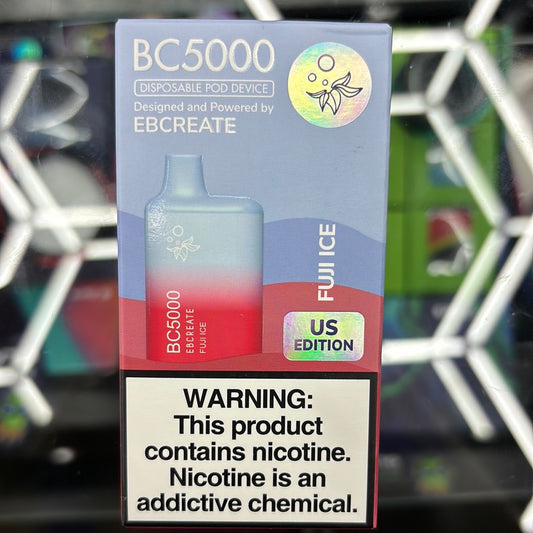 BC5000
DISPOSABLE POD DEVICE
Designed and Powered by
EBCREATE
BC5000
EBCREATE
FUJI ICE
FUJI ICE
US
EDITION
WARNING:
This product
contains nicotine.
Nicotine is an
addictive chemical.